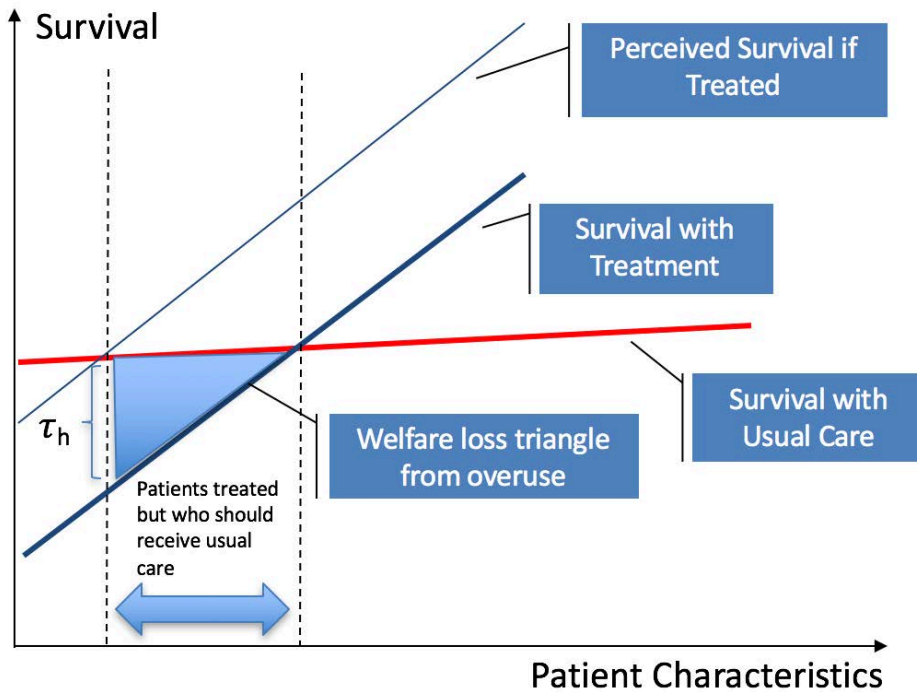 Survival
Perceived Survival if
Treated
Survival with
Treatment
Survival with
Usual Care
τh
Welfare loss triangle
from overuse
Patients treated
but who should
receive usual
care
Patient Characteristics